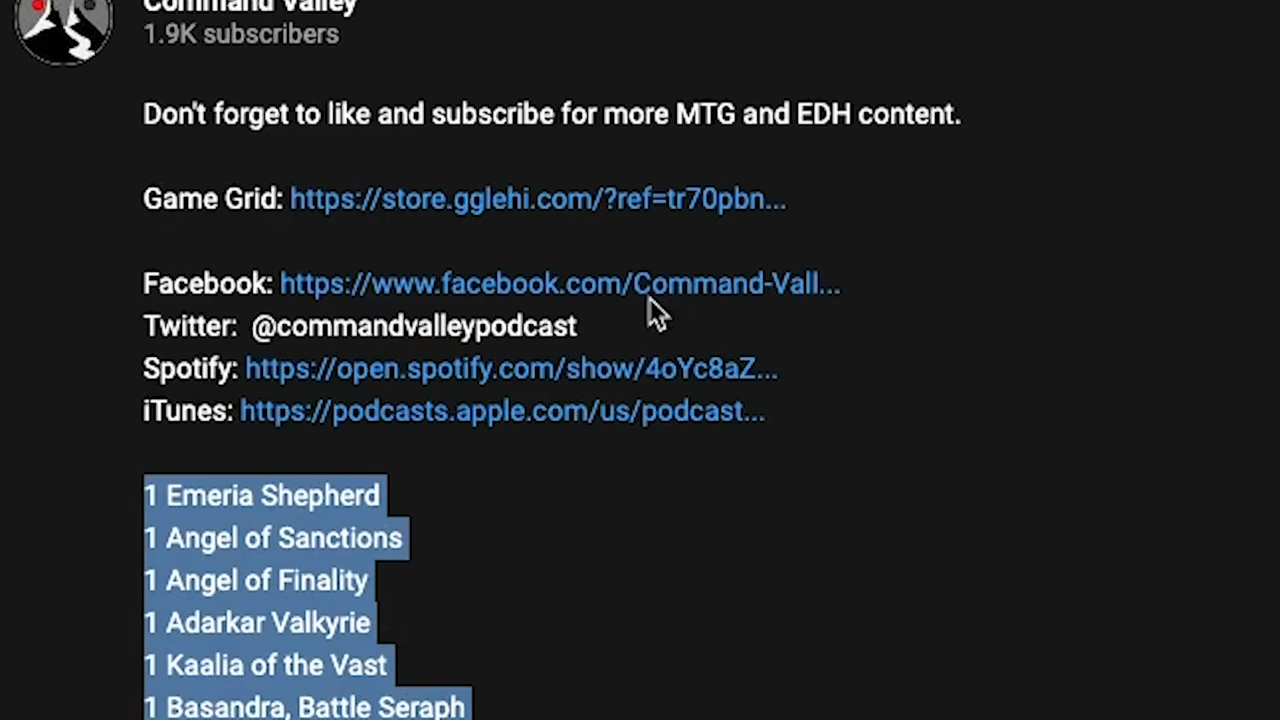 Command Valley
1.9K subscribers
Don't forget to like and subscribe for more MTG and EDH content.
Game Grid: https://store.gglehi.com/?ref=tr70pbn...
Facebook: https://www.facebook.com/Command-Vall...
Twitter: @commandvalleypodcast
Spotify: https://open.spotify.com/show/4oYc8aZ...
iTunes: https://podcasts.apple.com/us/podcast...
1 Emeria Shepherd
1 Angel of Sanctions
1 Angel of Finality
1 Adarkar Valkyrie
1 Kaalia of the Vast
1 Basandra, Battle Seraph